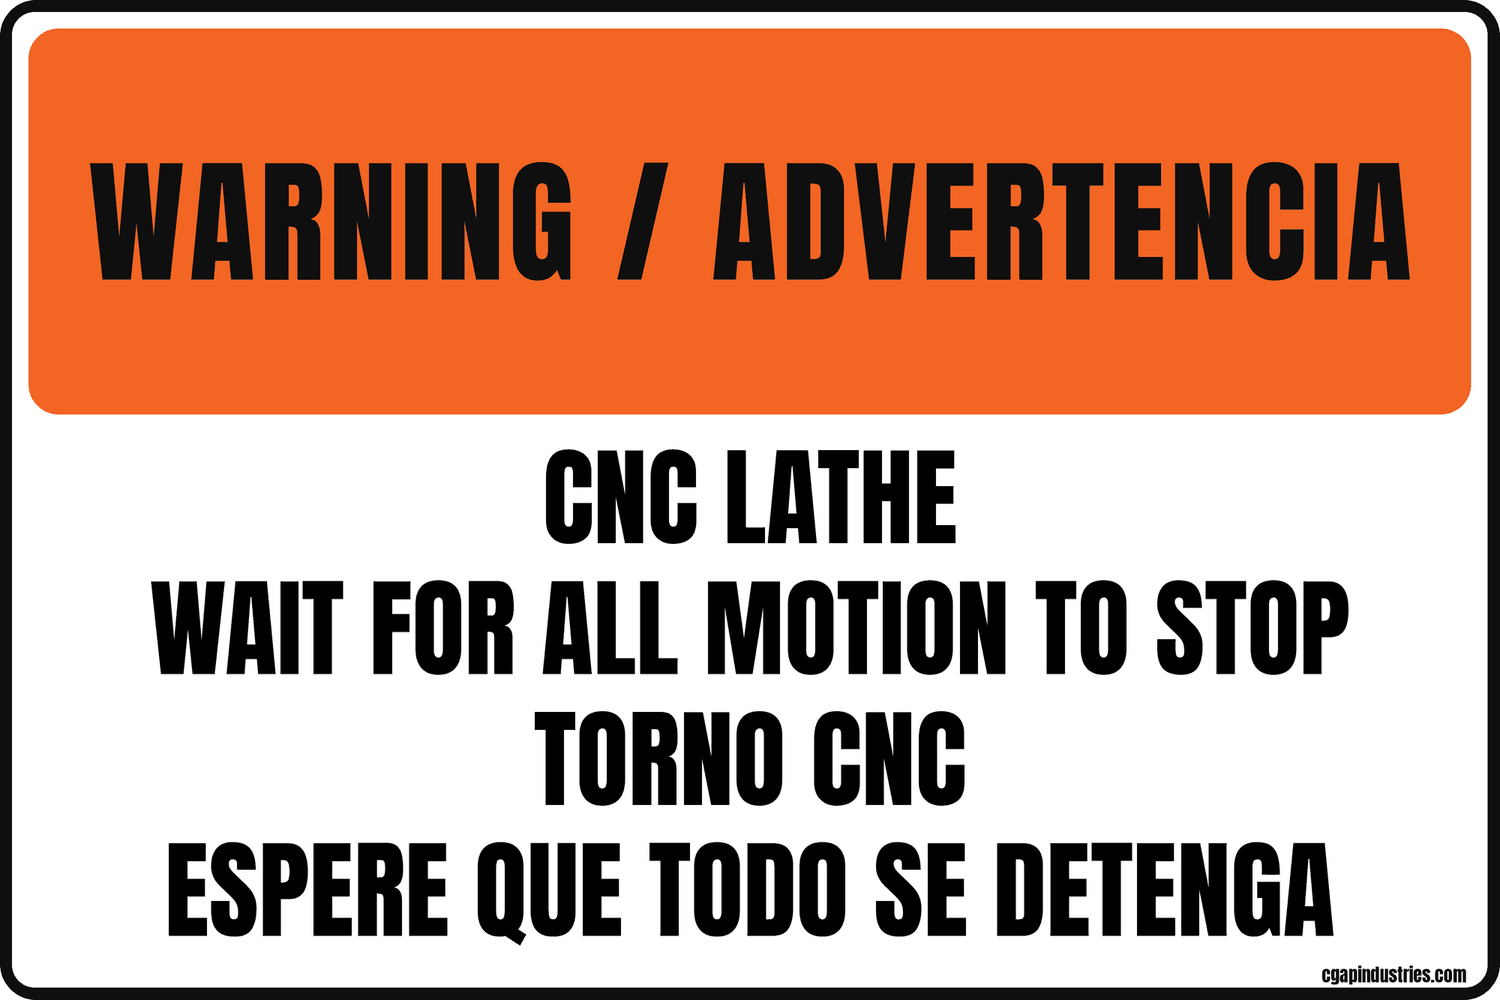 WARNING / ADVERTENCIA
CNC LATHE
WAIT FOR ALL MOTION TO STOP
TORNO CNC
ESPERE QUE TODO SE DETENGA
cgapindustries.com